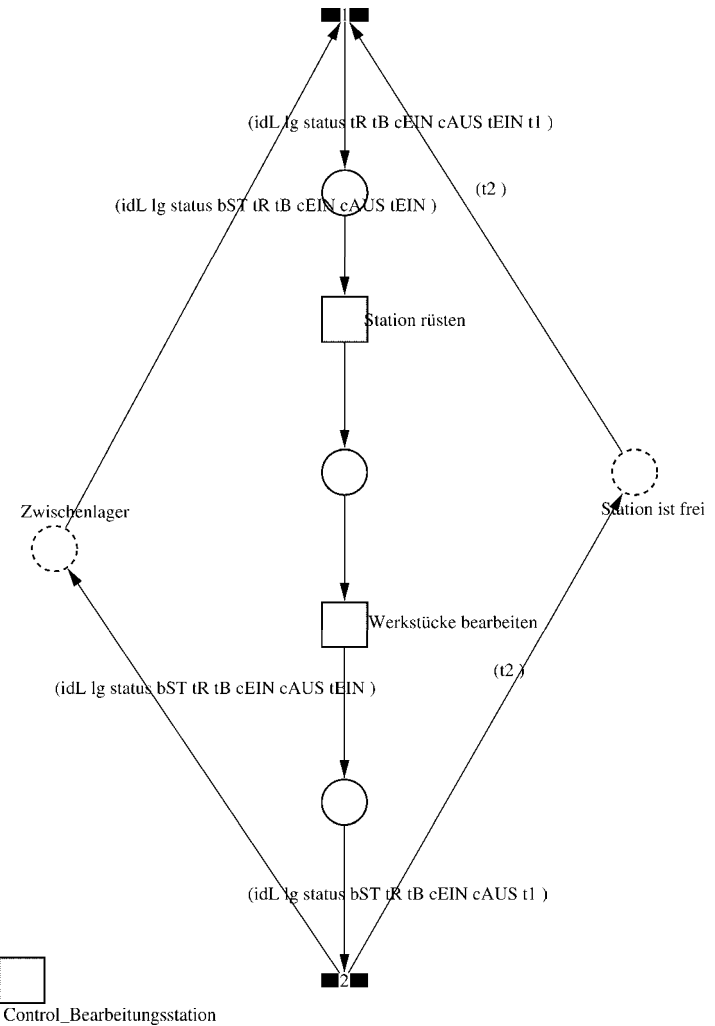 1
(idL lg status tR tB cEIN cAUS tEIN t1 )
(t2 )
(idL lg status bST tR tB cEIN cAUS tEIN )
Station rüsten
Zwischenlager
Station ist frei
Werkstücke bearbeiten
(t2 )
(idL lg status bST tR tB cEIN cAUS tEIN )
(idL lg status bST tR tB cEIN cAUS t1 )
2
Control_Bearbeitungsstation